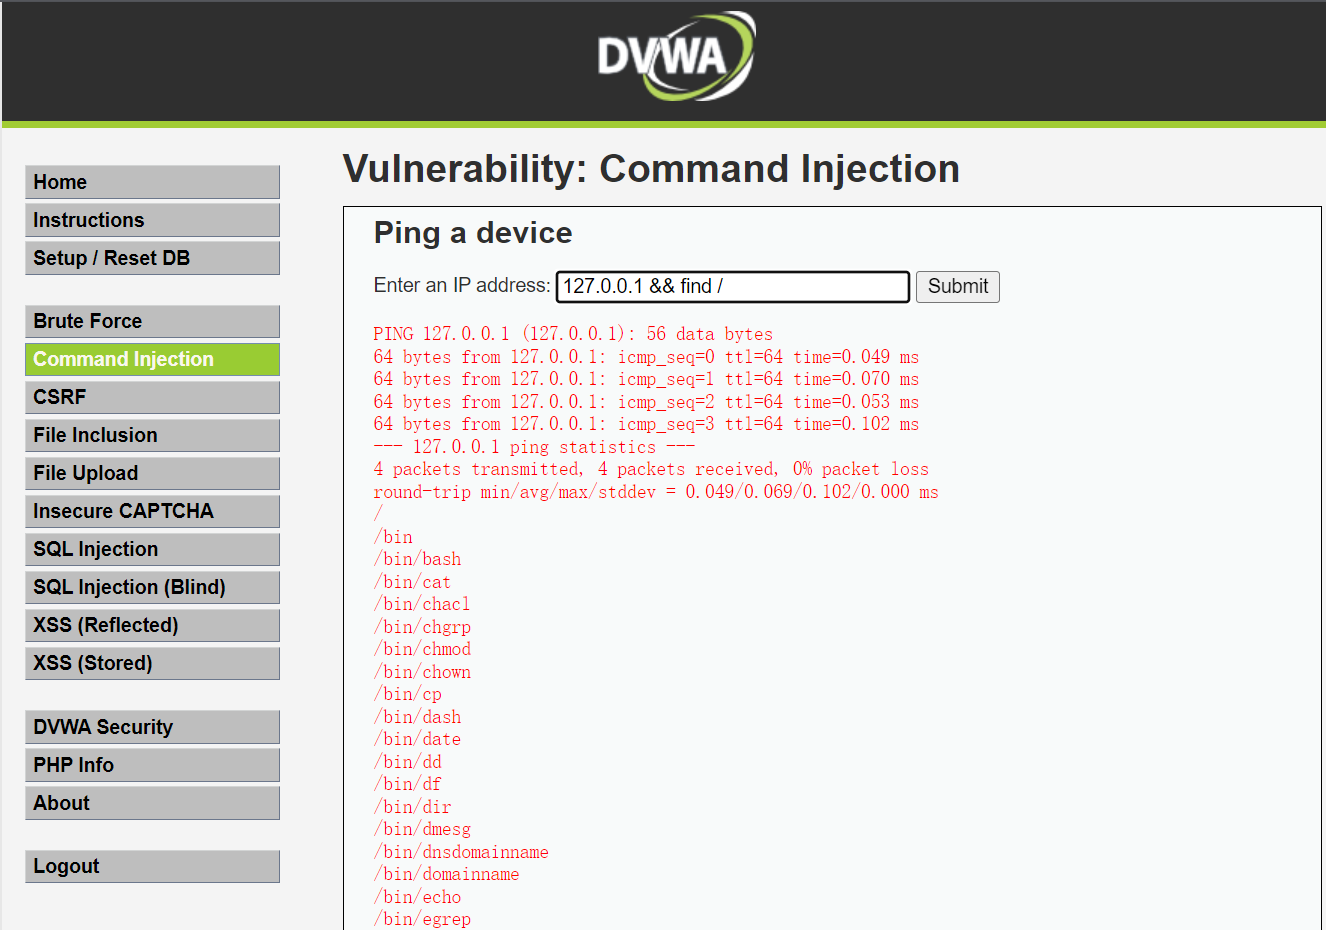 DVWA
Home
Instructions
Setup / Reset DB
Brute Force
Command Injection
CSRF
File Inclusion
File Upload
Insecure CAPTCHA
SQL Injection
SQL Injection (Blind)
XSS (Reflected)
XSS (Stored)
DVWA Security
PHP Info
About
Logout
Vulnerability: Command Injection
Ping a device
Enter an IP address: 127.0.0.1 && find / Submit
PING 127.0.0.1 (127.0.0.1): 56 data bytes
64 bytes from 127.0.0.1: icmp_seq=0 ttl=64 time=0.049 ms
64 bytes from 127.0.0.1: icmp_seq=1 ttl=64 time=0.070 ms
64 bytes from 127.0.0.1: icmp_seq=2 ttl=64 time=0.053 ms
64 bytes from 127.0.0.1: icmp_seq=3 ttl=64 time=0.102 ms
--- 127.0.0.1 ping statistics ---
4 packets transmitted, 4 packets received, 0% packet loss
round-trip min/avg/max/stddev = 0.049/0.069/0.102/0.000 ms
/
/bin
/bin/bash
/bin/cat
/bin/chacl
/bin/chgrp
/bin/chmod
/bin/chown
/bin/cp
/bin/dash
/bin/date
/bin/dd
/bin/df
/bin/dir
/bin/dmesg
/bin/dnsdomainname
/bin/domainname
/bin/echo
/bin/egrep